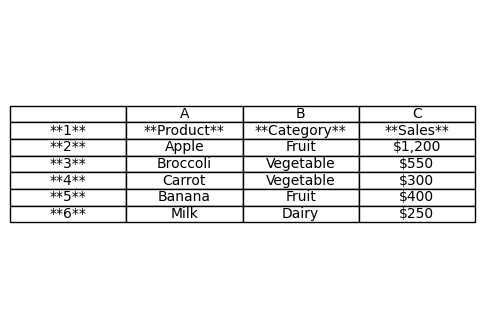 A B C
**1** **Product** **Category** **Sales**
**2** Apple Fruit $1,200
**3** Broccoli Vegetable $550
**4** Carrot Vegetable $300
**5** Banana Fruit $400
**6** Milk Dairy $250